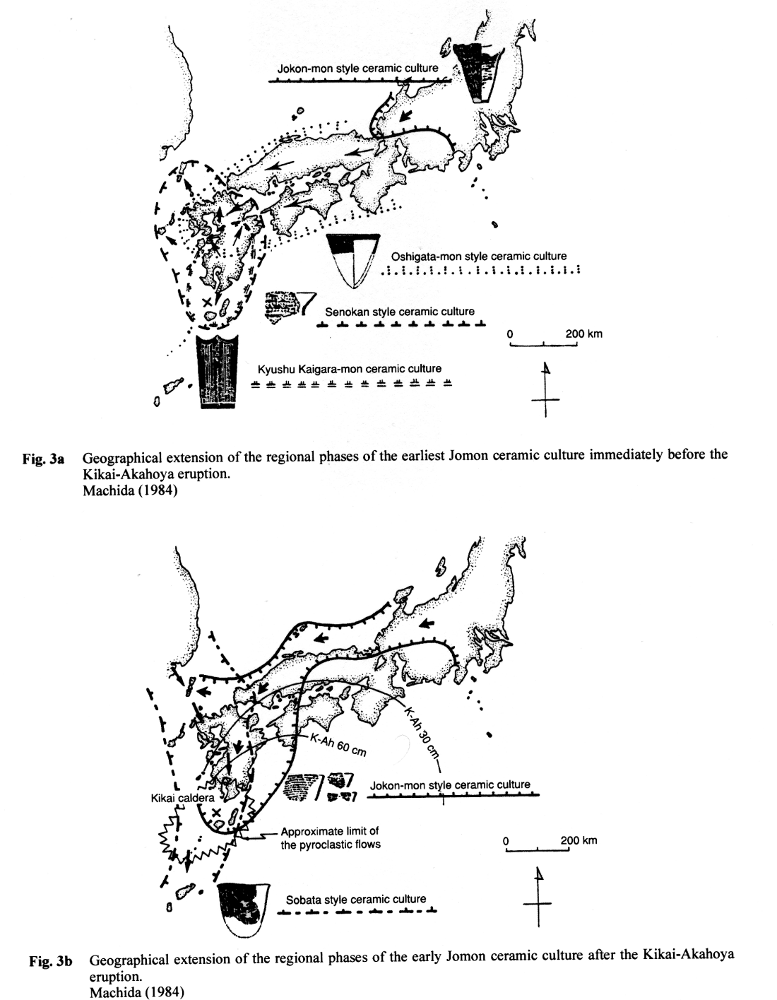 Jokon-mon style ceramic culture
Oshigata-mon style ceramic culture
Senokan style ceramic culture
0 200 km
Kyushu Kaigara-mon ceramic culture
Fig. 3a Geographical extension of the regional phases of the earliest Jomon ceramic culture immediately before the
Kikai-Akahoya eruption.
Machida (1984)
K-Ah 30 cm
K-Ah 60 cm
Jokon-mon style ceramic culture
Kikai caldera
Approximate limit of
the pyroclastic flows
0 200 km
Sobata style ceramic culture
Fig. 3b Geographical extension of the regional phases of the early Jomon ceramic culture after the Kikai-Akahoya
eruption.
Machida (1984)